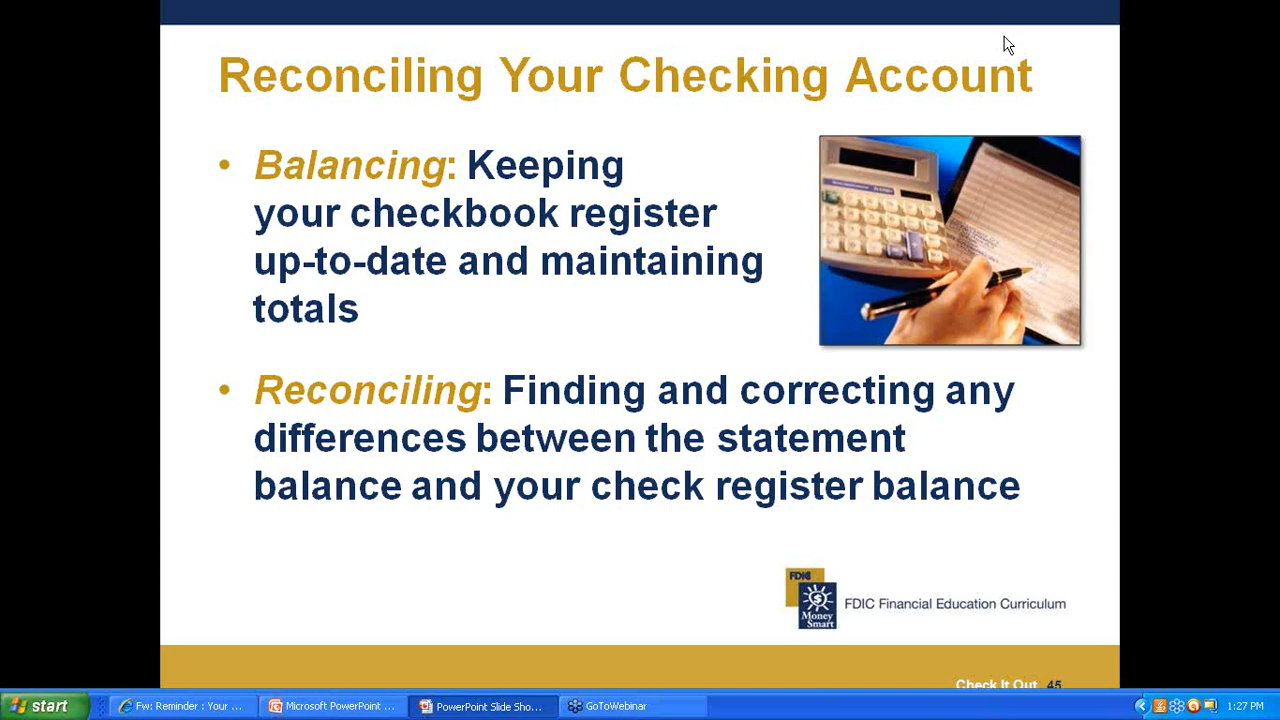 Reconciling Your Checking Account
• Balancing: Keeping
your checkbook register
up-to-date and maintaining
totals
• Reconciling: Finding and correcting any
differences between the statement
balance and your check register balance
FDIC
Money
Smart
FDIC Financial Education Curriculum
Check It Out 45
start
Fw: Reminder : Your ...
Microsoft PowerPoint ...
PowerPoint Slide Sho...
GoToWebinar
1:27 PM